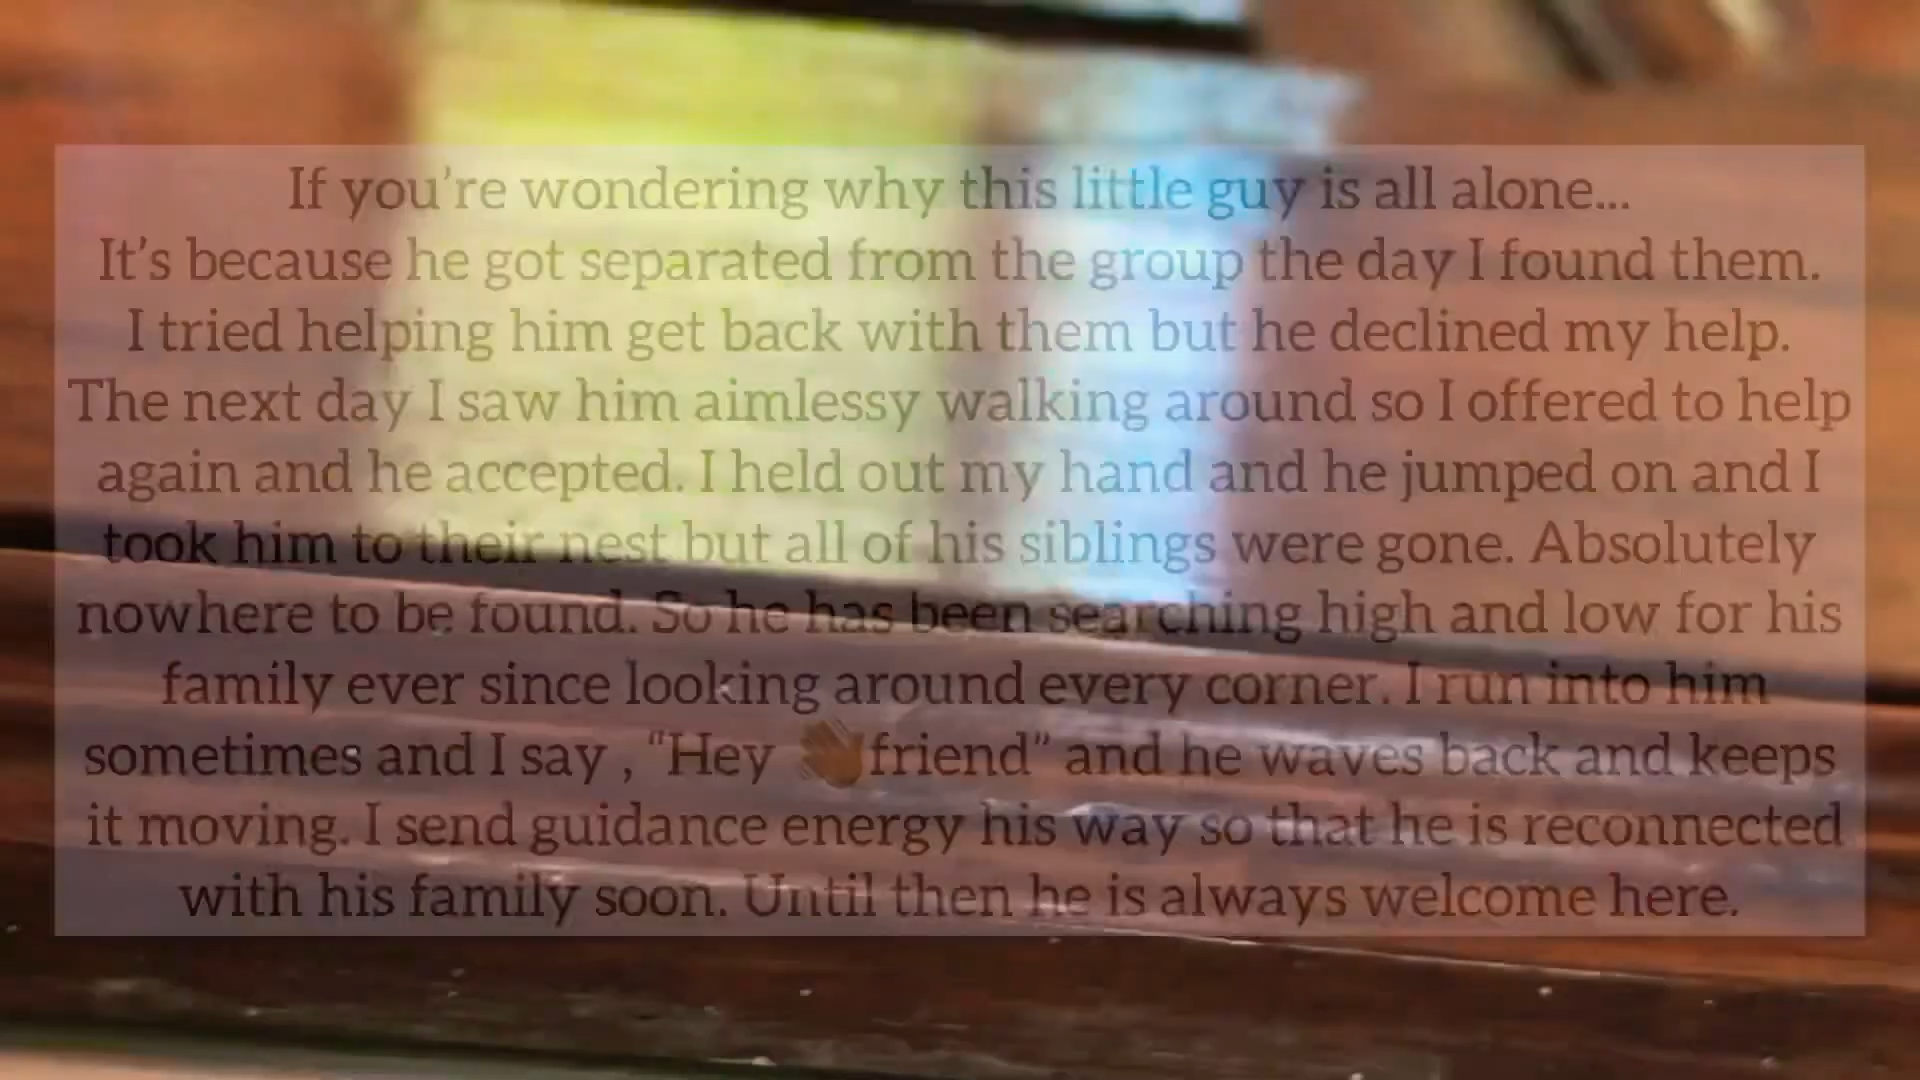 If you’re wondering why this little guy is all alone...
It’s because he got separated from the group the day I found them.
I tried helping him get back with them but he declined my help.
The next day I saw him aimlessy walking around so I offered to help
again and he accepted. I held out my hand and he jumped on and I
took him to their nest but all of his siblings were gone. Absolutely
nowhere to be found. So he has been searching high and low for his
family ever since looking around every corner. I run into him
sometimes and I say , “Hey 👋🏾friend” and he waves back and keeps
it moving. I send guidance energy his way so that he is reconnected
with his family soon. Until then he is always welcome here.